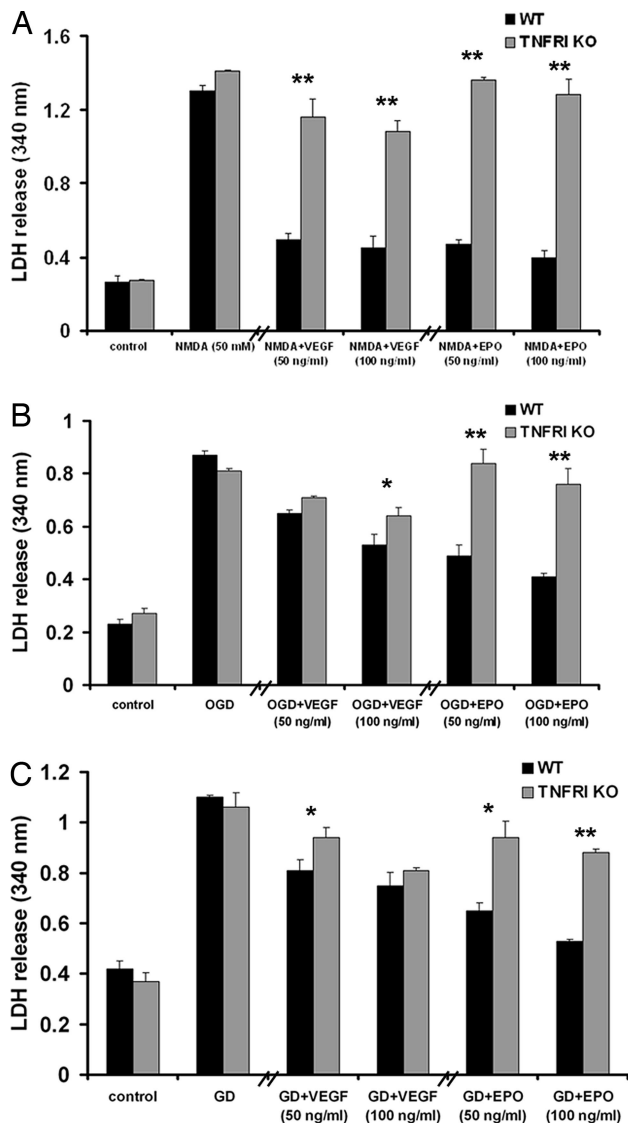 A
WT
TNFRI KO
LDH release (340 nm)
1.6
1.2
0.8
0.4
0
**
**
**
**
control
NMDA (50 mM)
NMDA+VEGF
(50 ng/ml)
NMDA+VEGF
(100 ng/ml)
NMDA+EPO
(50 ng/ml)
NMDA+EPO
(100 ng/ml)
B
WT
TNFRI KO
LDH release (340 nm)
1
0.8
0.6
0.4
0.2
0
*
**
**
control
OGD
OGD+VEGF
(50 ng/ml)
OGD+VEGF
(100 ng/ml)
OGD+EPO
(50 ng/ml)
OGD+EPO
(100 ng/ml)
C
WT
TNFRI KO
LDH release (340 nm)
1.2
1
0.8
0.6
0.4
0.2
0
*
*
**
control
GD
GD+VEGF
(50 ng/ml)
GD+VEGF
(100 ng/ml)
GD+EPO
(50 ng/ml)
GD+EPO
(100 ng/ml)